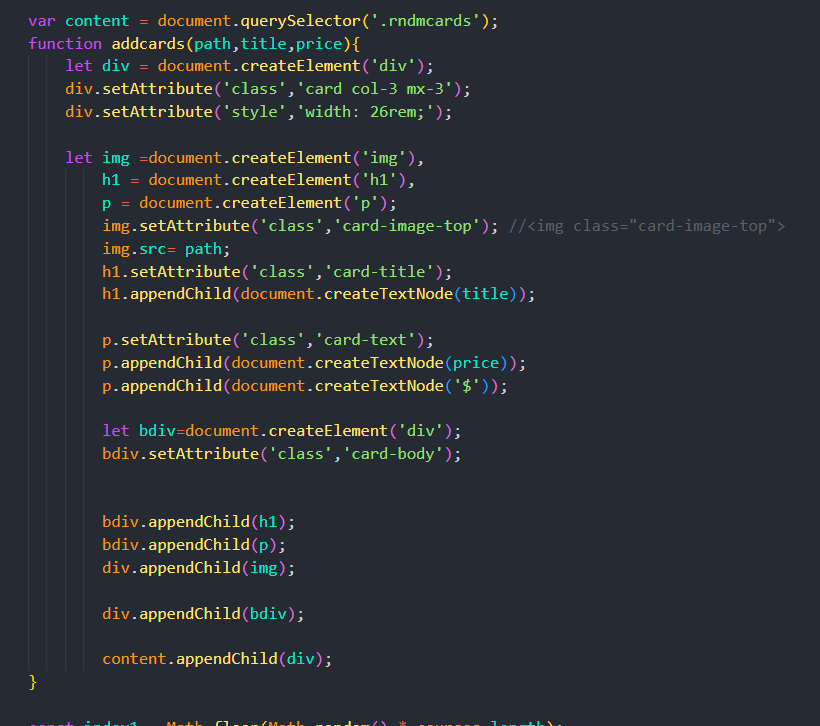 var content = document.querySelector('.rndmcards');
function addcards(path,title,price){
let div = document.createElement('div');
div.setAttribute('class','card col-3 mx-3');
div.setAttribute('style','width: 26rem;');
let img =document.createElement('img'),
h1 = document.createElement('h1'),
p = document.createElement('p');
img.setAttribute('class','card-image-top'); //<img class="card-image-top">
img.src= path;
h1.setAttribute('class','card-title');
h1.appendChild(document.createTextNode(title));
p.setAttribute('class','card-text');
p.appendChild(document.createTextNode(price));
p.appendChild(document.createTextNode('$'));
let bdiv=document.createElement('div');
bdiv.setAttribute('class','card-body');
bdiv.appendChild(h1);
bdiv.appendChild(p);
div.appendChild(img);
div.appendChild(bdiv);
content.appendChild(div);
}
const index1 = Math.floor(Math.random() * courses.length);